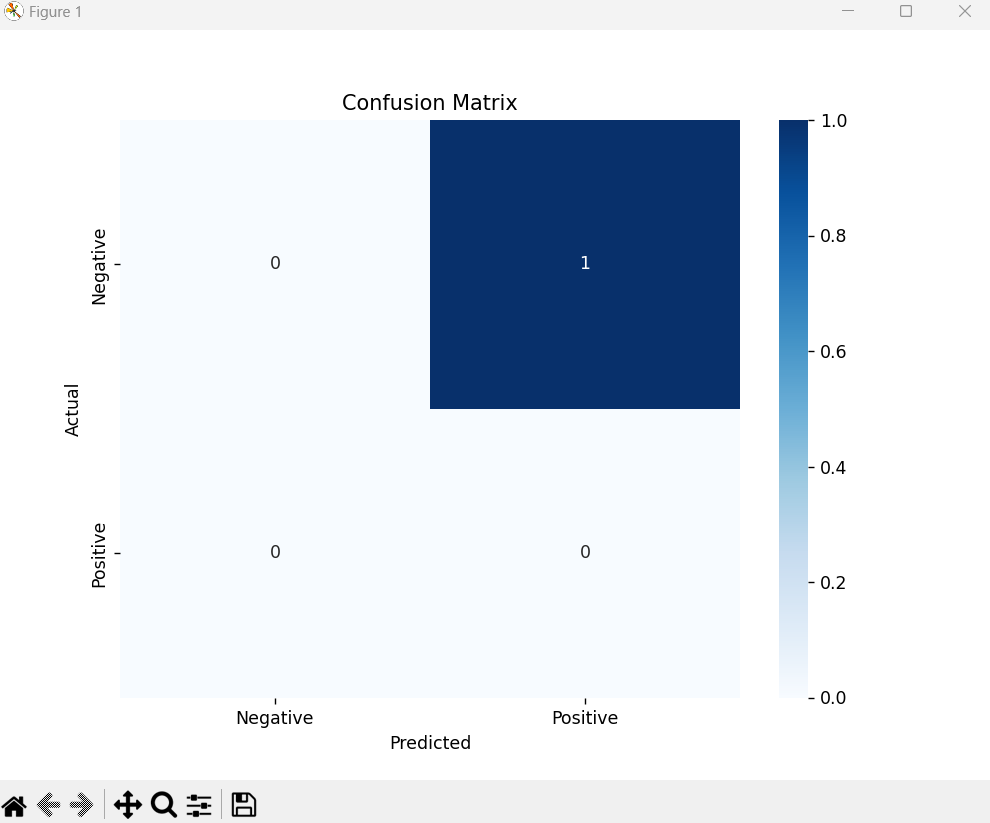 Figure 1
Confusion Matrix
Negative
Positive
Actual
0
1
0
0
Negative
Positive
Predicted
1.0
0.8
0.6
0.4
0.2
0.0